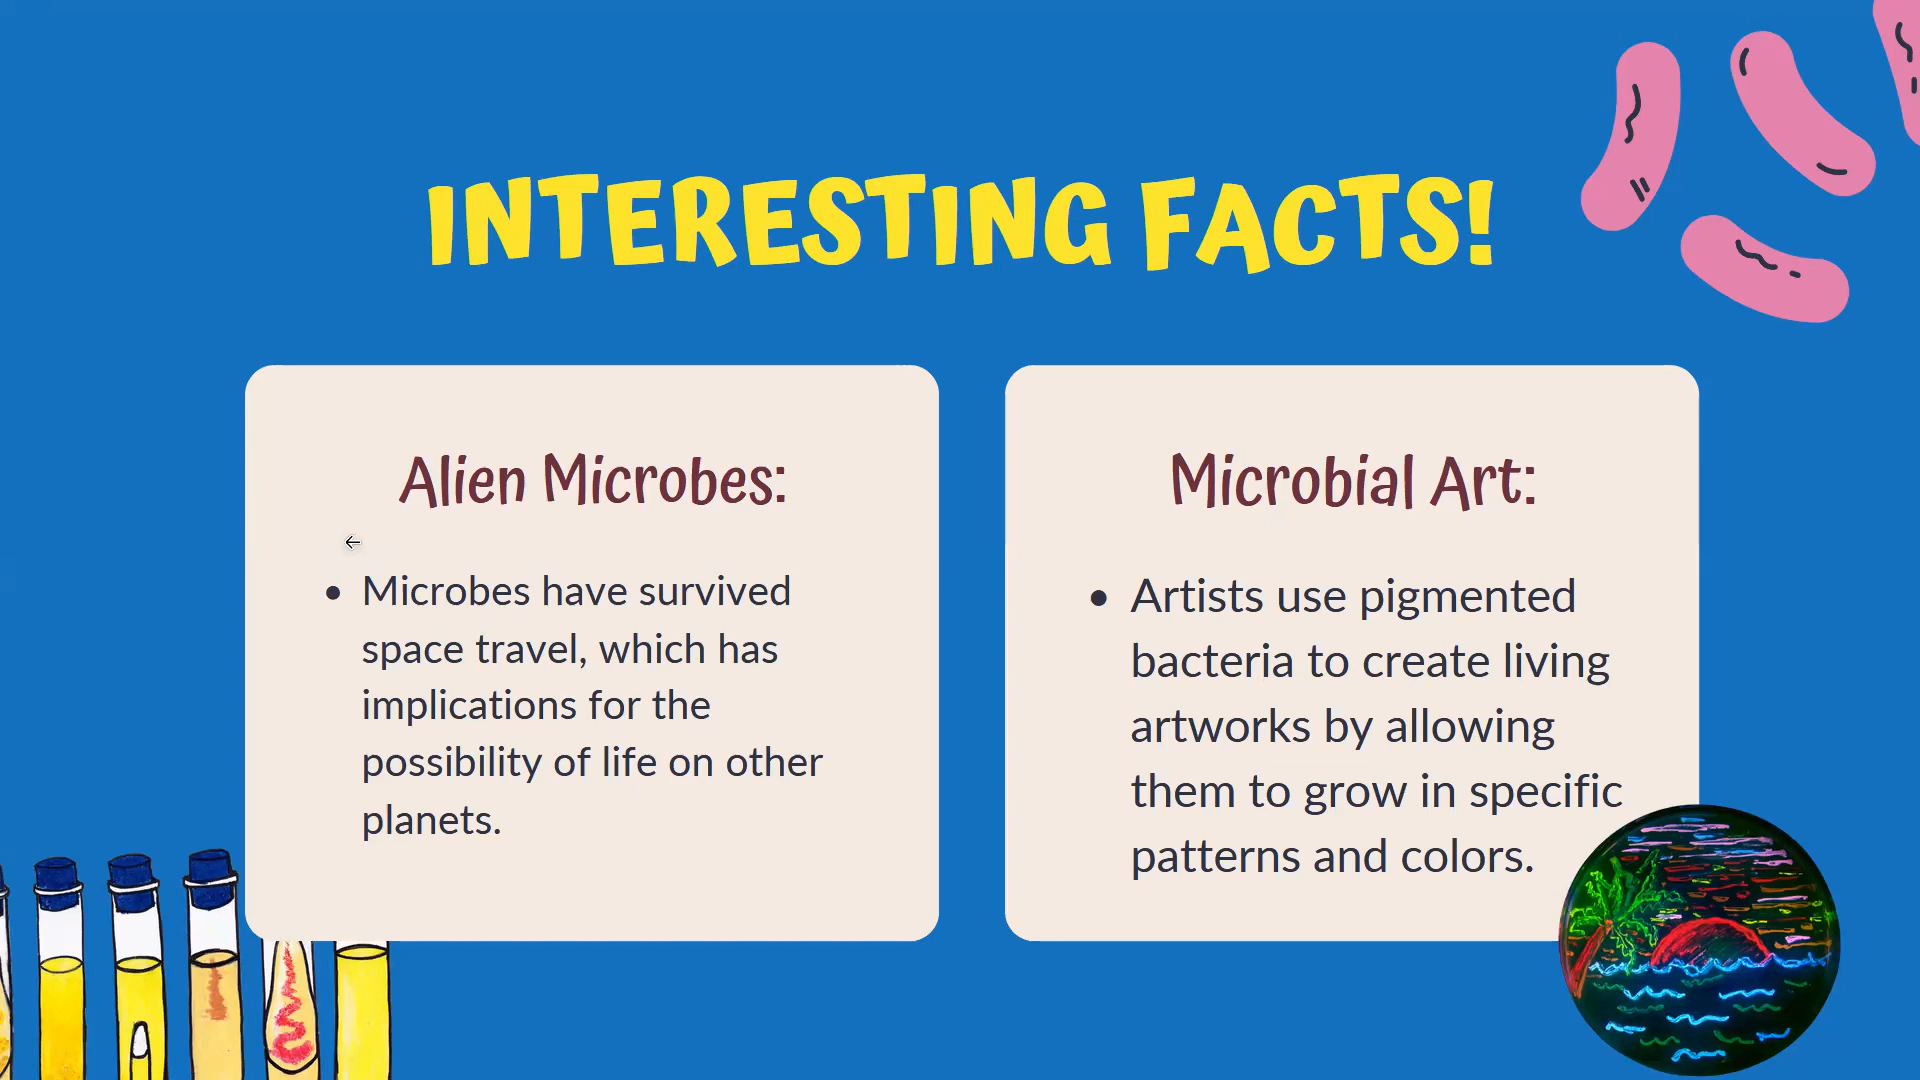 INTERESTING FACTS!
Alien Microbes:
• Microbes have survived
space travel, which has
implications for the
possibility of life on other
planets.
Microbial Art:
• Artists use pigmented
bacteria to create living
artworks by allowing
them to grow in specific
patterns and colors.